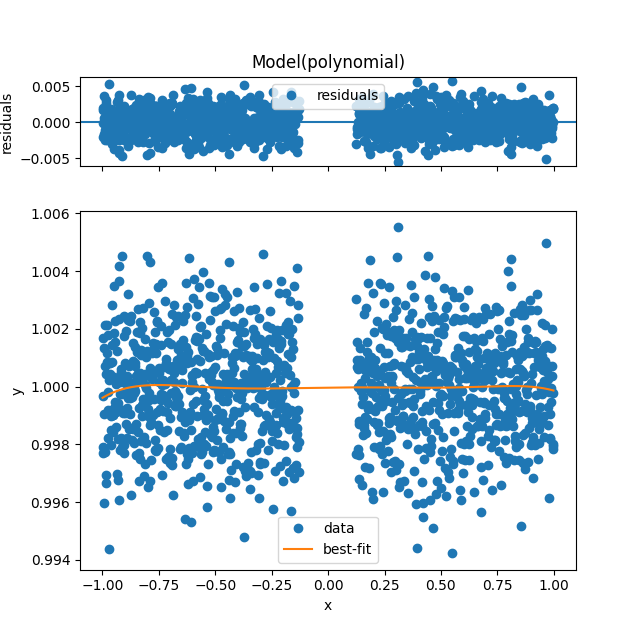 Model(polynomial)
residuals
0.005
0.000
−0.005
residuals
y
1.006
1.004
1.002
1.000
0.998
0.996
0.994
data
best-fit
−1.00 −0.75 −0.50 −0.25 0.00 0.25 0.50 0.75 1.00
x